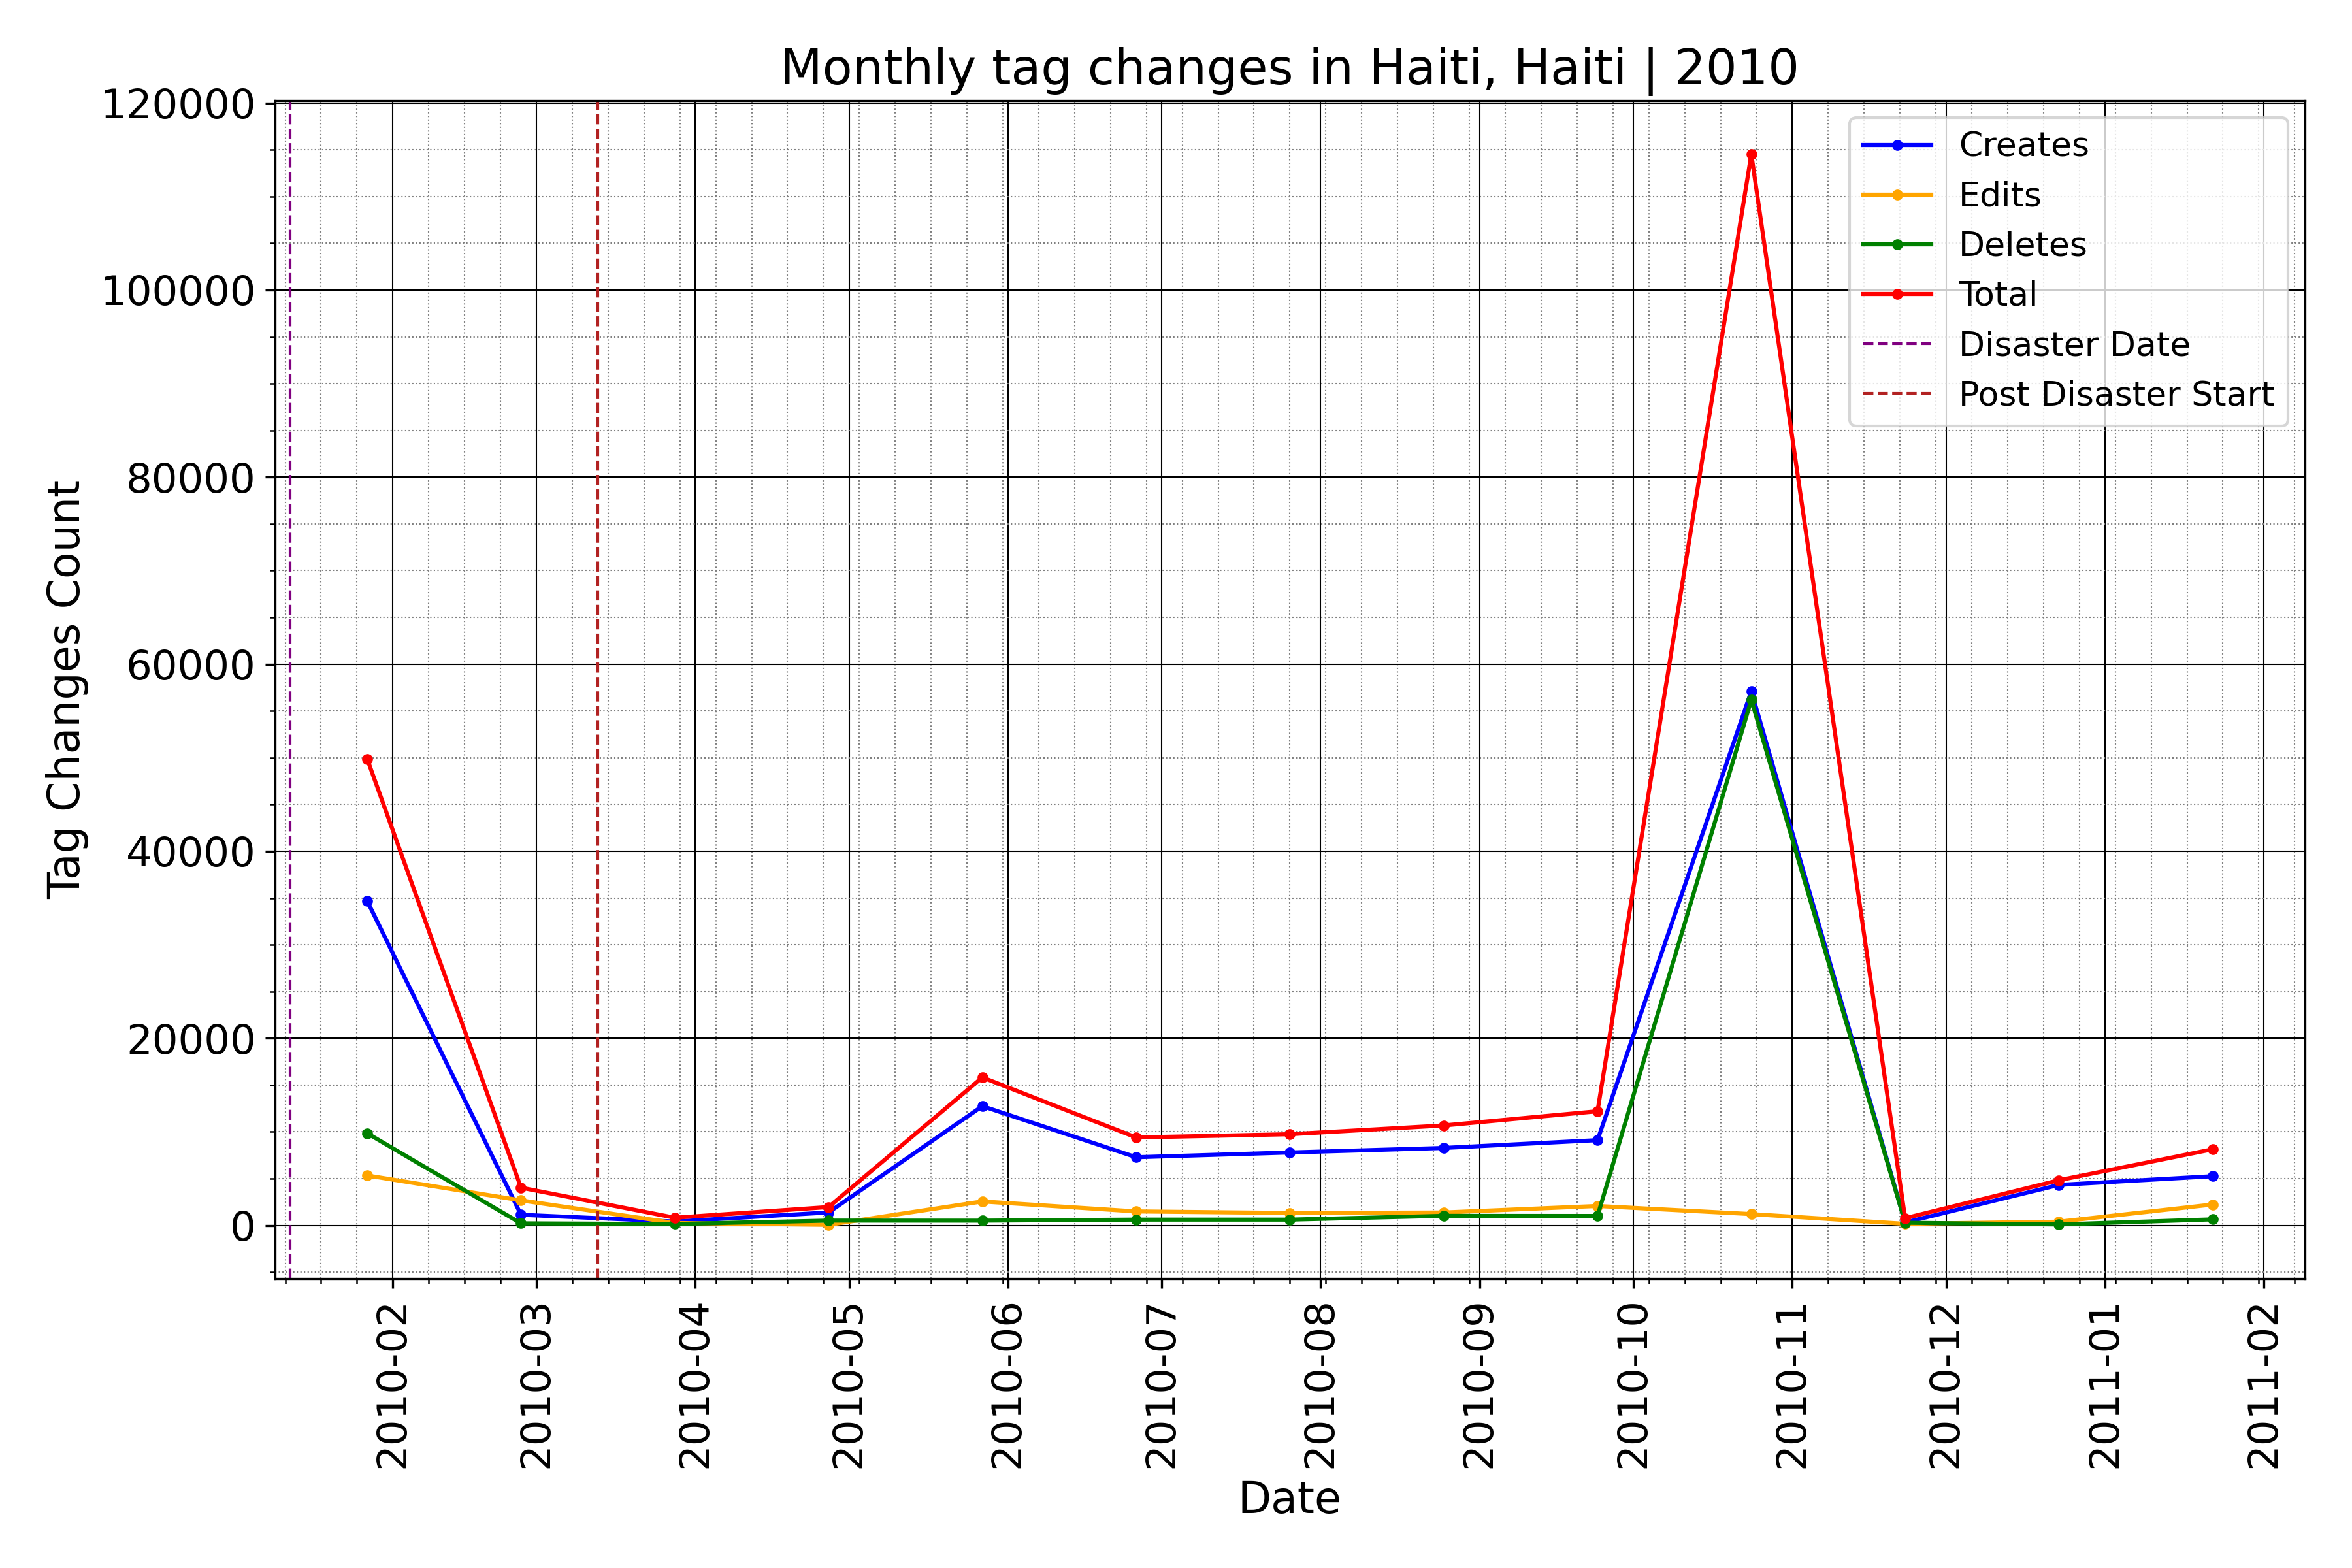 Monthly tag changes in Haiti, Haiti | 2010
120000
100000
80000
60000
40000
20000
0
Tag Changes Count
Creates
Edits
Deletes
Total
Disaster Date
Post Disaster Start
2010-02
2010-03
2010-04
2010-05
2010-06
2010-07
2010-08
2010-09
2010-10
2010-11
2010-12
2011-01
2011-02
Date